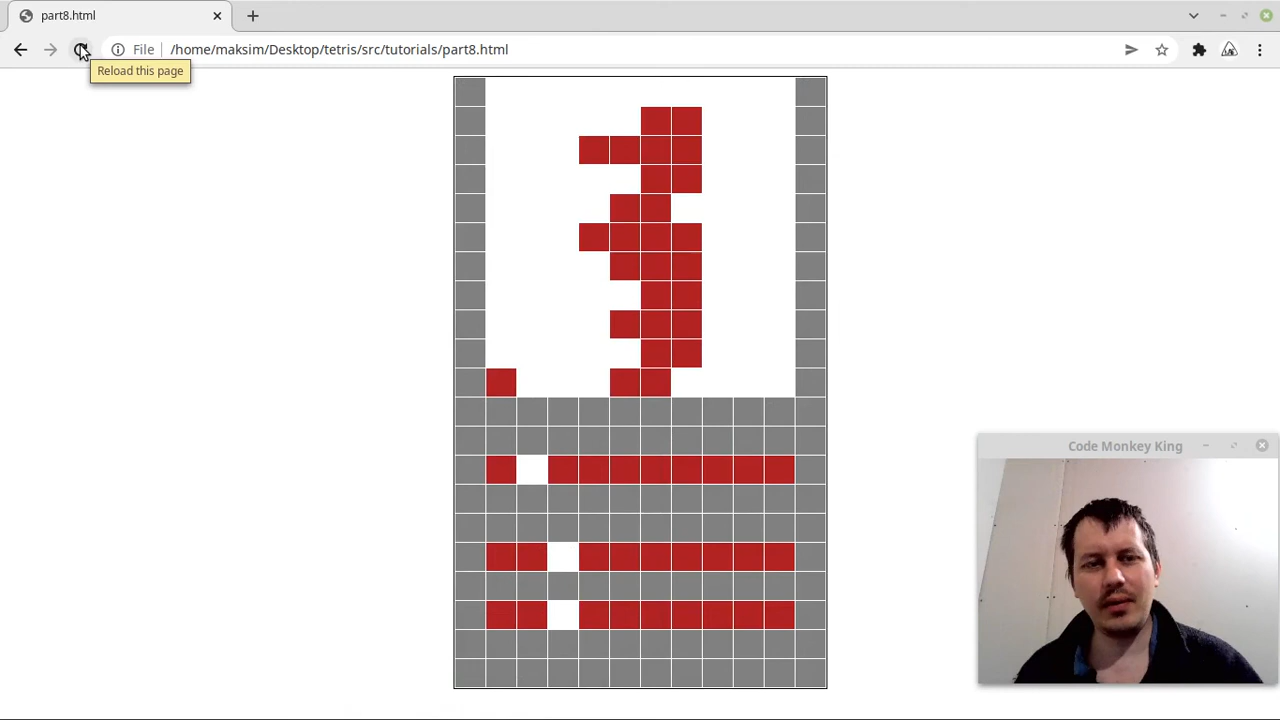 part8.html
File
/home/maksim/Desktop/tetris/src/tutorials/part8.html
Reload this page
Code Monkey King